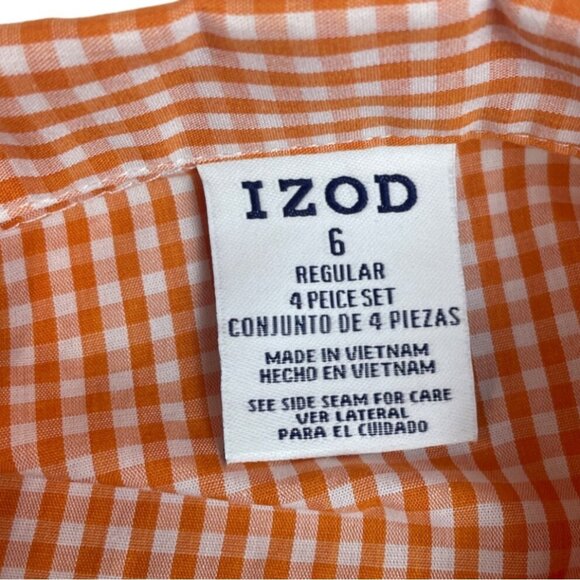 IZOD
6
REGULAR
4 PEICE SET
CONJUNTO DE 4 PIEZAS
MADE IN VIETNAM
HECHO EN VIETNAM
SEE SIDE SEAM FOR CARE
VER LATERAL
PARA EL CUIDADO